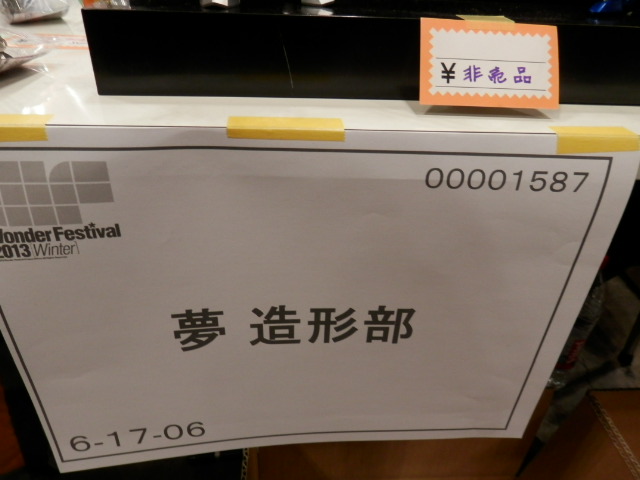 ¥ 非売品
00001587
Wonder Festival
2013 Winter
夢 造形部
6-17-06